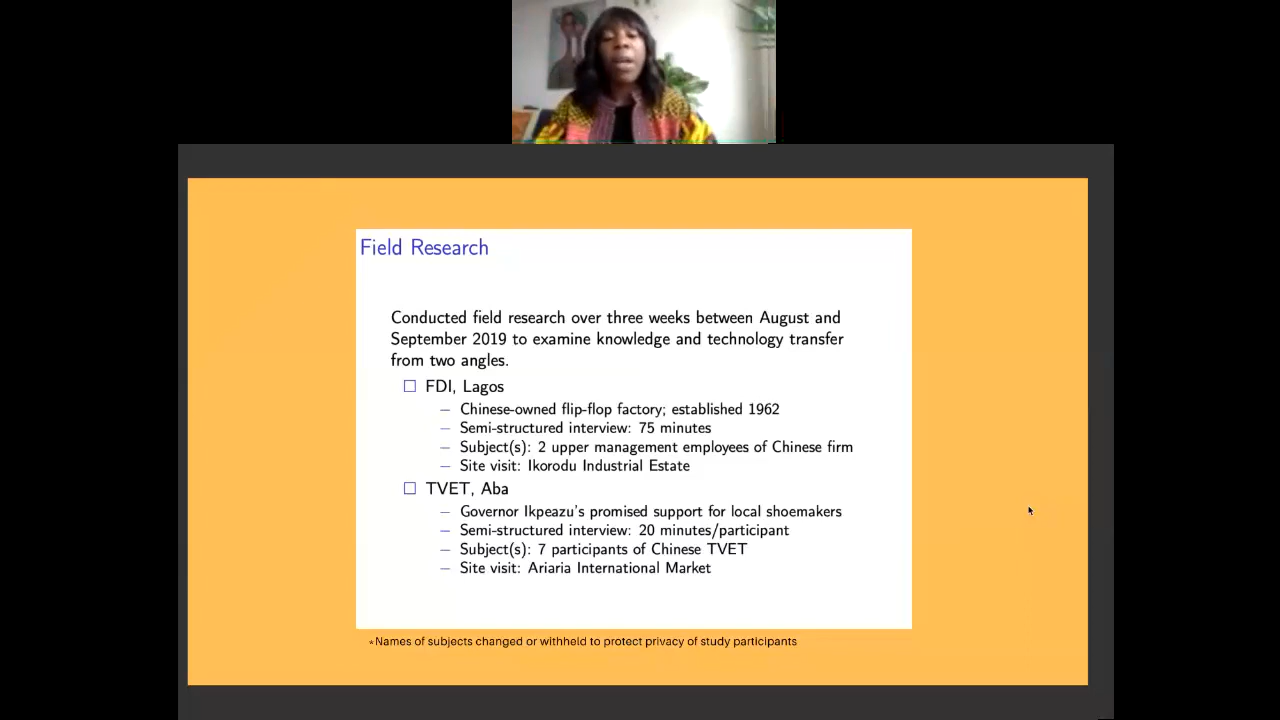 Field Research
Conducted field research over three weeks between August and
September 2019 to examine knowledge and technology transfer
from two angles.
FDI, Lagos
– Chinese-owned flip-flop factory; established 1962
– Semi-structured interview: 75 minutes
– Subject(s): 2 upper management employees of Chinese firm
– Site visit: Ikorodu Industrial Estate
TVET, Aba
– Governor Ikpeazu's promised support for local shoemakers
– Semi-structured interview: 20 minutes/participant
– Subject(s): 7 participants of Chinese TVET
– Site visit: Ariaria International Market
*Names of subjects changed or withheld to protect privacy of study participants